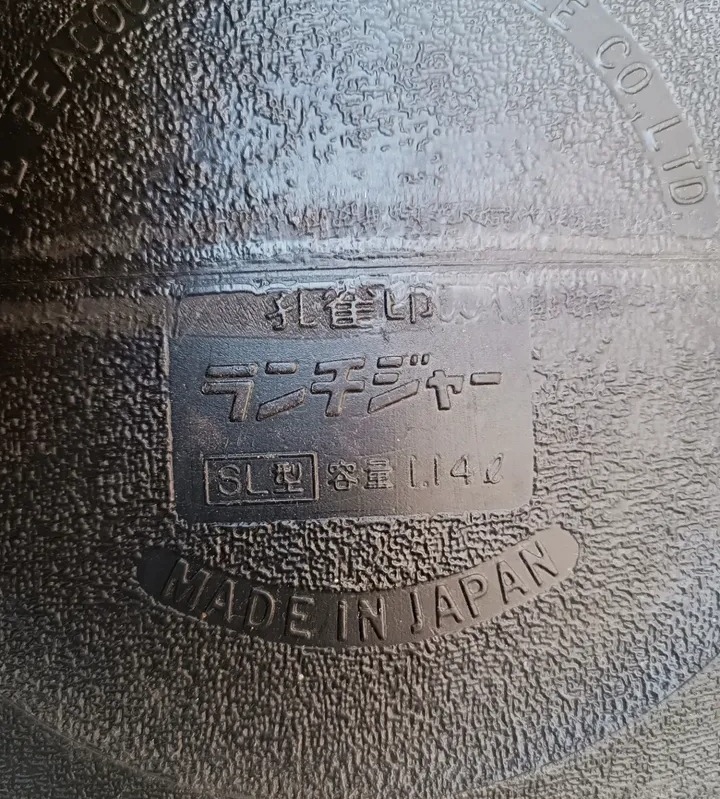 PEACOCK
CO., LTD.
孔雀印
ランチジャー
SL型 容量 1.14ℓ
MADE IN JAPAN